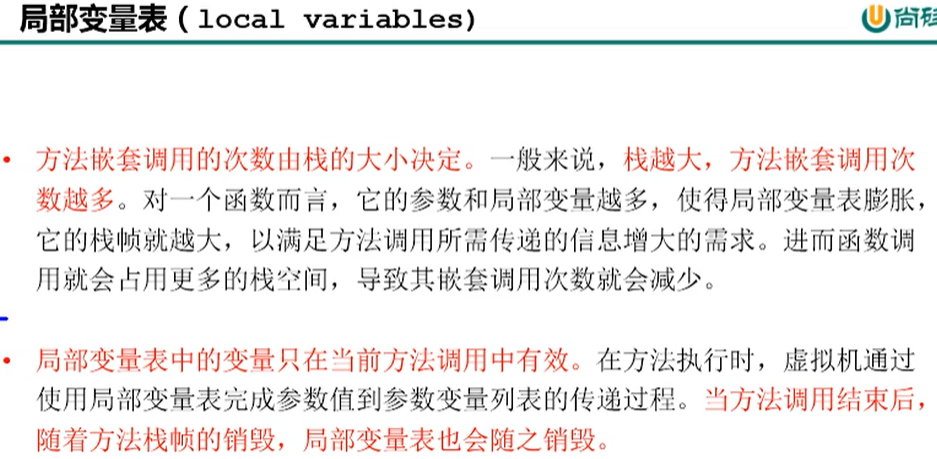 局部变量表（local variables)
尚硅
• 方法嵌套调用的次数由栈的大小决定。一般来说，栈越大，方法嵌套调用次
数越多。对一个函数而言，它的参数和局部变量越多，使得局部变量表膨胀，
它的栈帧就越大，以满足方法调用所需传递的信息增大的需求。进而函数调
用就会占用更多的栈空间，导致其嵌套调用次数就会减少。
• 局部变量表中的变量只在当前方法调用中有效。在方法执行时，虚拟机通过
使用局部变量表完成参数值到参数变量列表的传递过程。当方法调用结束后，
随着方法栈帧的销毁，局部变量表也会随之销毁。